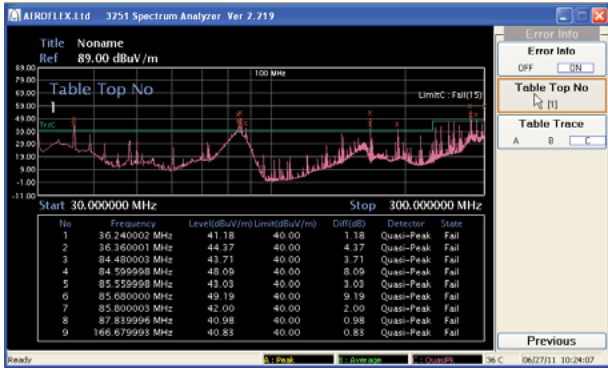 AEROFLEX.Ltd 3751 Spectrum Analyzer Ver 2.719
Title Noname
Ref 89.00 dBuV/m
89.00
79.00
69.00
59.00
49.00
39.00
29.00
19.00
9.00
-1.00
-11.00
100 MHz
Table Top No
1
LimitC : Fail(15)
TrcC
Start 30.000000 MHz Stop 300.0000 MHz
No Frequency Level(dBuV/m) Limit(dBuV/m) Diff(dB) Detector State
1 36.240002 MHz 41.18 40.00 1.18 Quasi-Peak Fail
2 36.360001 MHz 44.37 40.00 4.37 Quasi-Peak Fail
3 84.480003 MHz 43.71 40.00 3.71 Quasi-Peak Fail
4 84.599998 MHz 48.09 40.00 8.09 Quasi-Peak Fail
5 85.559998 MHz 43.03 40.00 3.03 Quasi-Peak Fail
6 85.680000 MHz 49.19 40.00 9.19 Quasi-Peak Fail
7 85.800003 MHz 42.00 40.00 2.00 Quasi-Peak Fail
8 87.839996 MHz 40.98 40.00 0.98 Quasi-Peak Fail
9 166.679993 MHz 40.83 40.00 0.83 Quasi-Peak Fail
Error Info
Error Info
OFF ON
Table Top No
[1]
Table Trace
A B C
Previous
Ready A : Peak B : Average C : QuasiPk 36 C 06/27/11 10:24:07